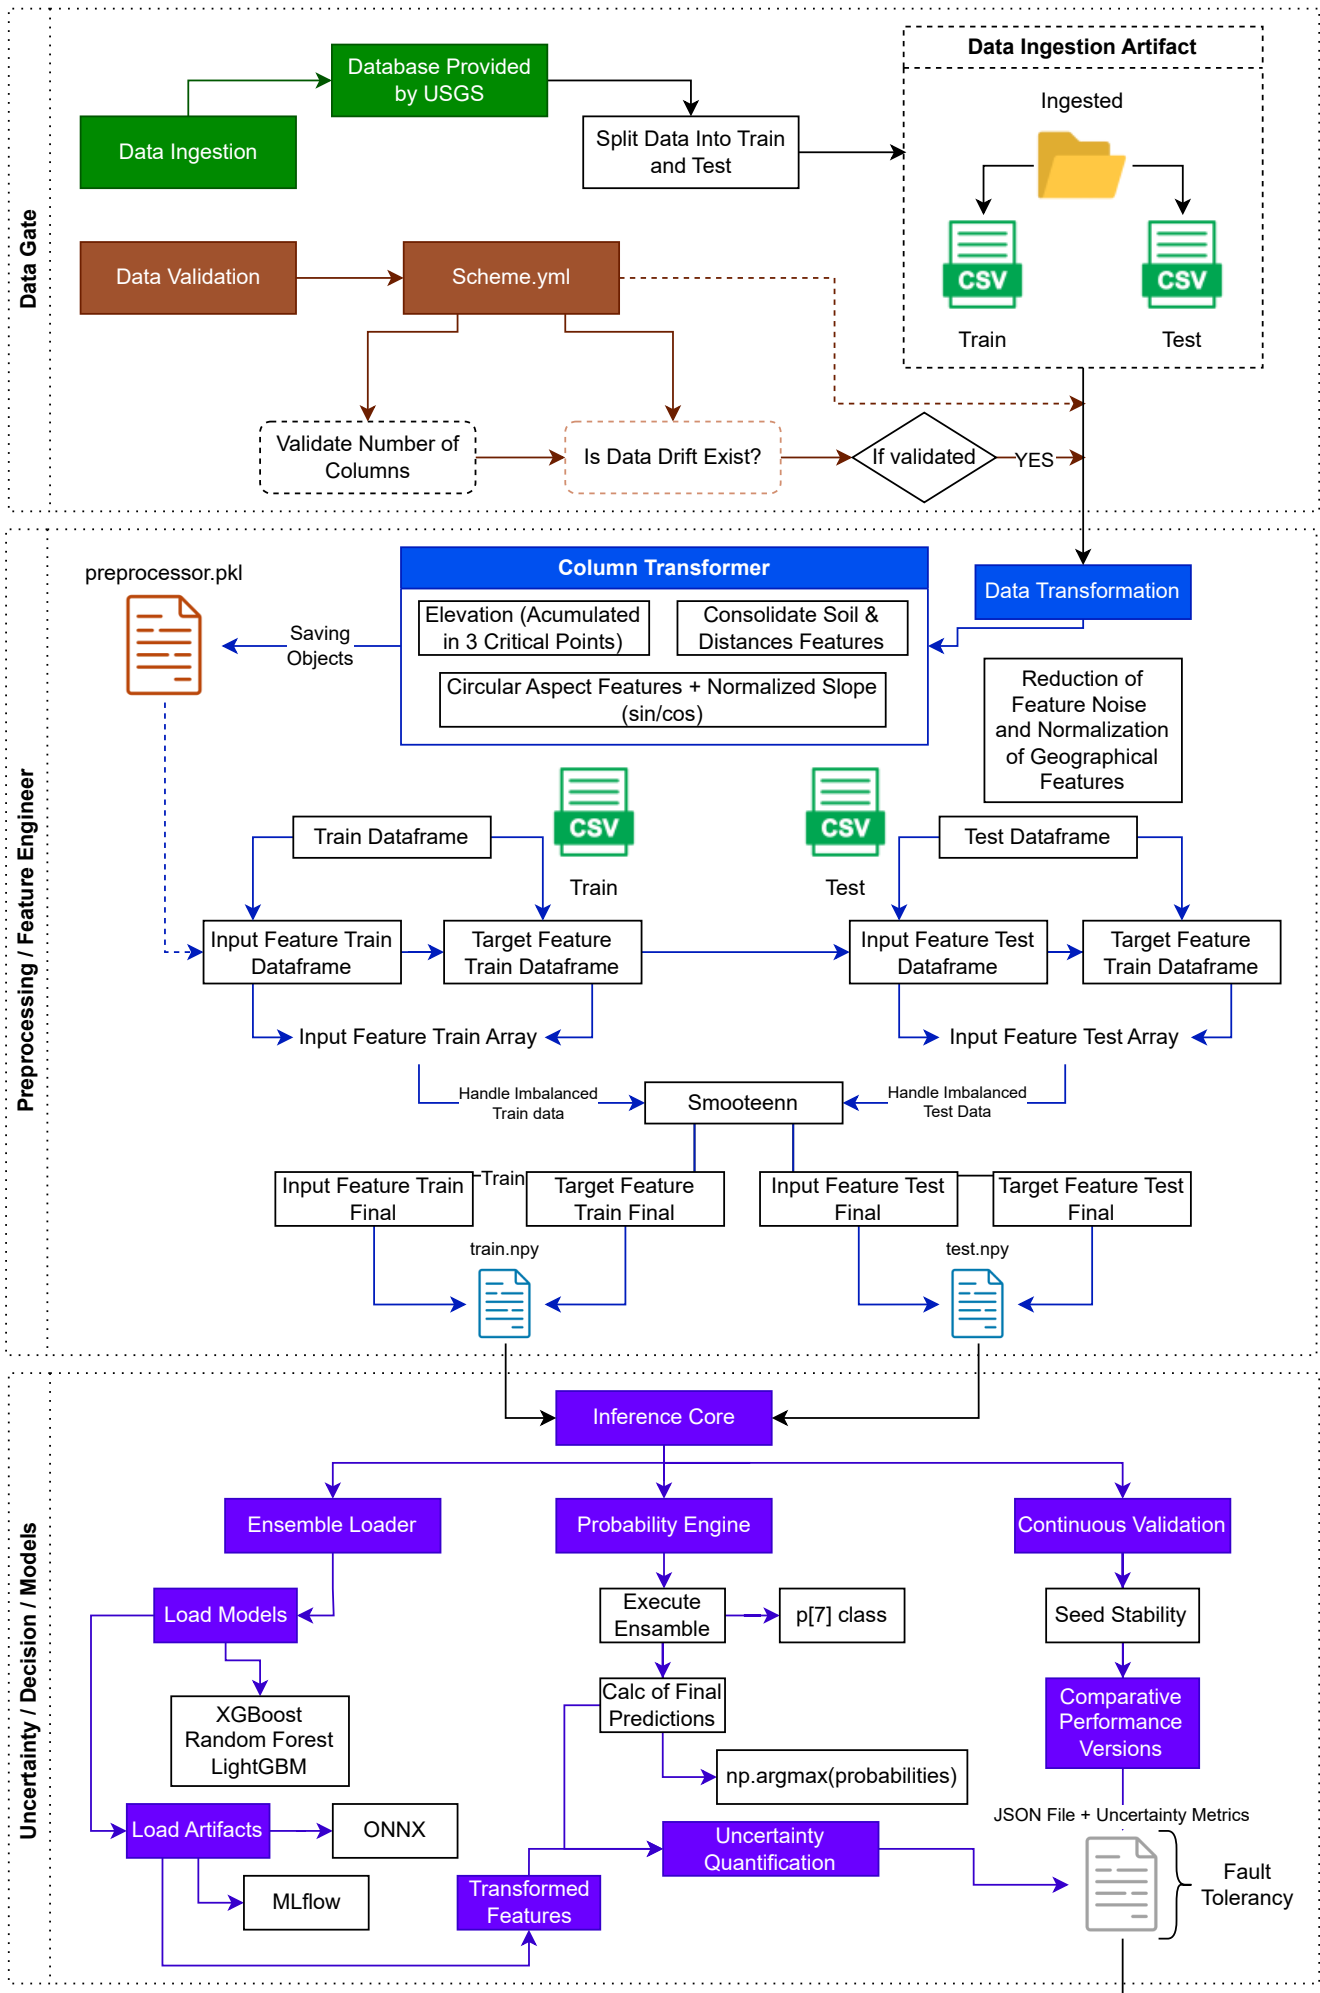 Data Gate
Data Ingestion
Database Provided
by USGS
Split Data Into Train
and Test
Data Ingestion Artifact
Ingested
CSV
CSV
Train
Test
Data Validation
Scheme.yml
Validate Number of
Columns
Is Data Drift Exist?
If validated
YES
Preprocessing / Feature Engineer
preprocessor.pkl
Saving
Objects
Column Transformer
Elevation (Acumulated
in 3 Critical Points)
Consolidate Soil &
Distances Features
Circular Aspect Features + Normalized Slope
(sin/cos)
Data Transformation
Reduction of
Feature Noise
and Normalization
of Geographical
Features
Train Dataframe
CSV
Train
CSV
Test
Test Dataframe
Input Feature Train
Dataframe
Target Feature
Train Dataframe
Input Feature Test
Dataframe
Target Feature
Train Dataframe
Input Feature Train Array
Input Feature Test Array
Handle Imbalanced
Train data
Smooteenn
Handle Imbalanced
Test Data
Input Feature Train
Final
Train
Target Feature
Train Final
Input Feature Test
Final
Target Feature Test
Final
train.npy
test.npy
Uncertainty / Decision / Models
Inference Core
Ensemble Loader
Probability Engine
Continuous Validation
Load Models
Execute
Ensamble
p[7] class
Seed Stability
XGBoost
Random Forest
LightGBM
Calc of Final
Predictions
Comparative
Performance
Versions
np.argmax(probabilities)
Load Artifacts
ONNX
MLflow
Transformed
Features
Uncertainty
Quantification
JSON File + Uncertainty Metrics
Fault
Tolerancy